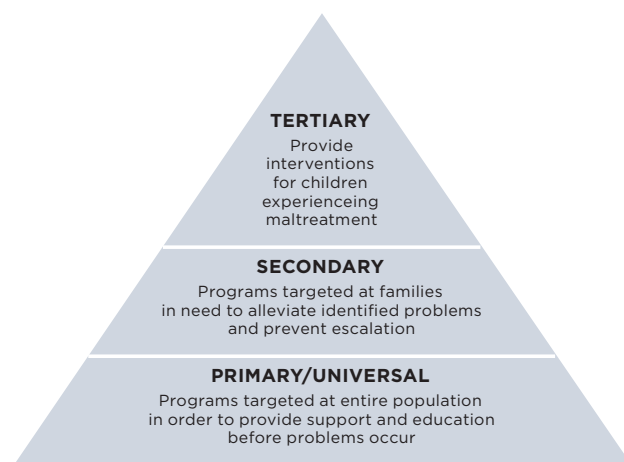 TERTIARY
Provide
interventions
for children
experienceing
maltreatment
SECONDARY
Programs targeted at families
in need to alleviate identified problems
and prevent escalation
PRIMARY/UNIVERSAL
Programs targeted at entire population
in order to provide support and education
before problems occur